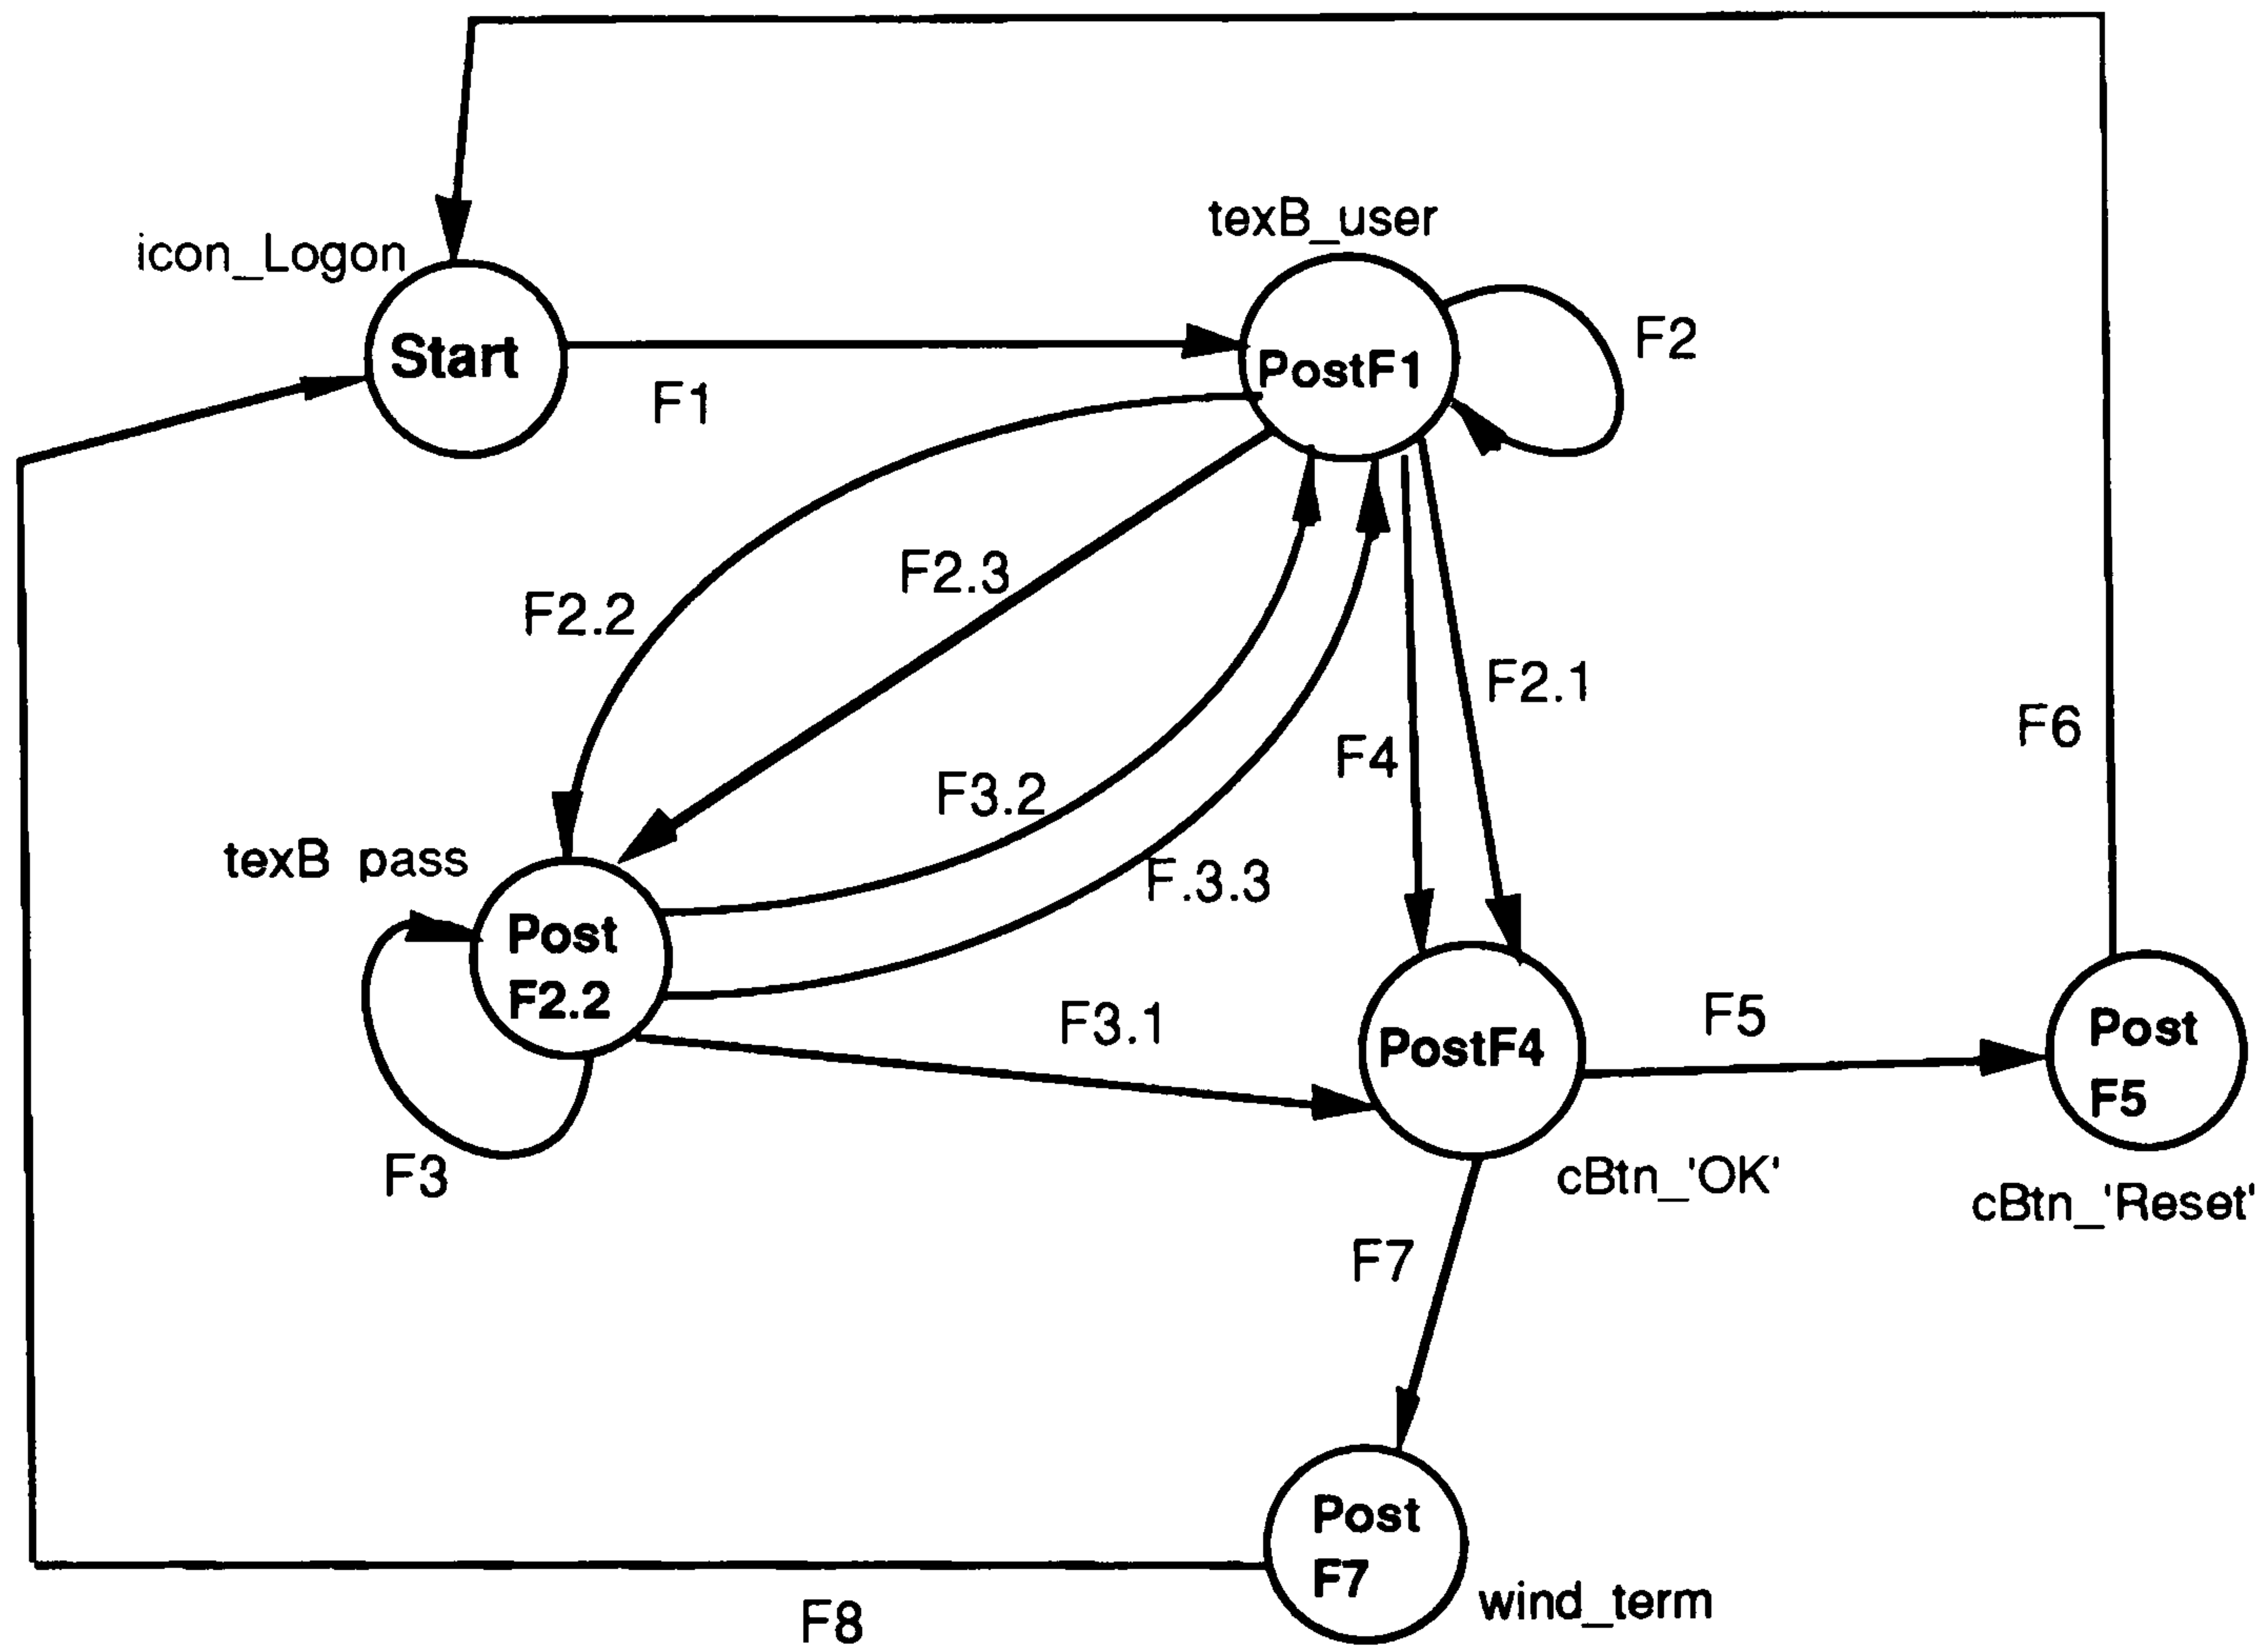 texB_user
icon_Logon
F2
Start
PostF1
F1
F2.3
F2.2
F2.1
F6
F4
F3.2
texB pass
F.3.3
Post
F2.2
F3.1
F5
PostF4
Post
F5
F3
cBtn_'OK'
cBtn_'Reset'
F7
Post
F7
wind_term
F8